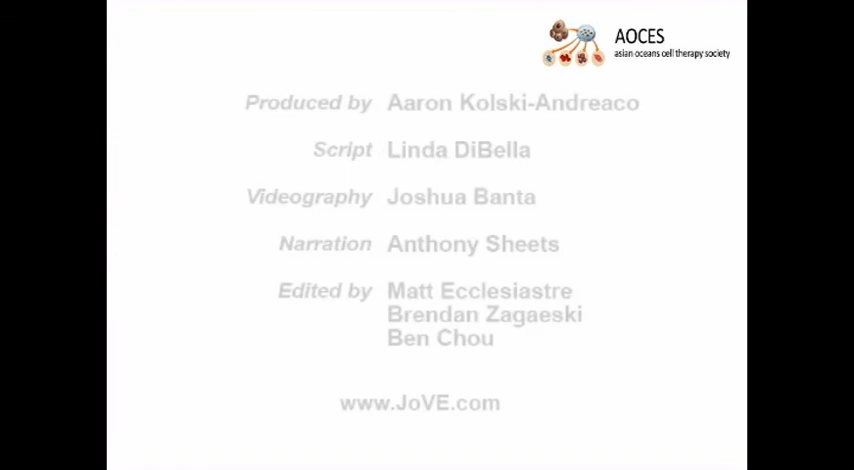 AOCES
asian oceans cell therapy society
Produced by Aaron Kolski-Andreaco
Script Linda DiBella
Videography Joshua Banta
Narration Anthony Sheets
Edited by Matt Ecclesiastre
Brendan Zagaeski
Ben Chou
www.JoVE.com